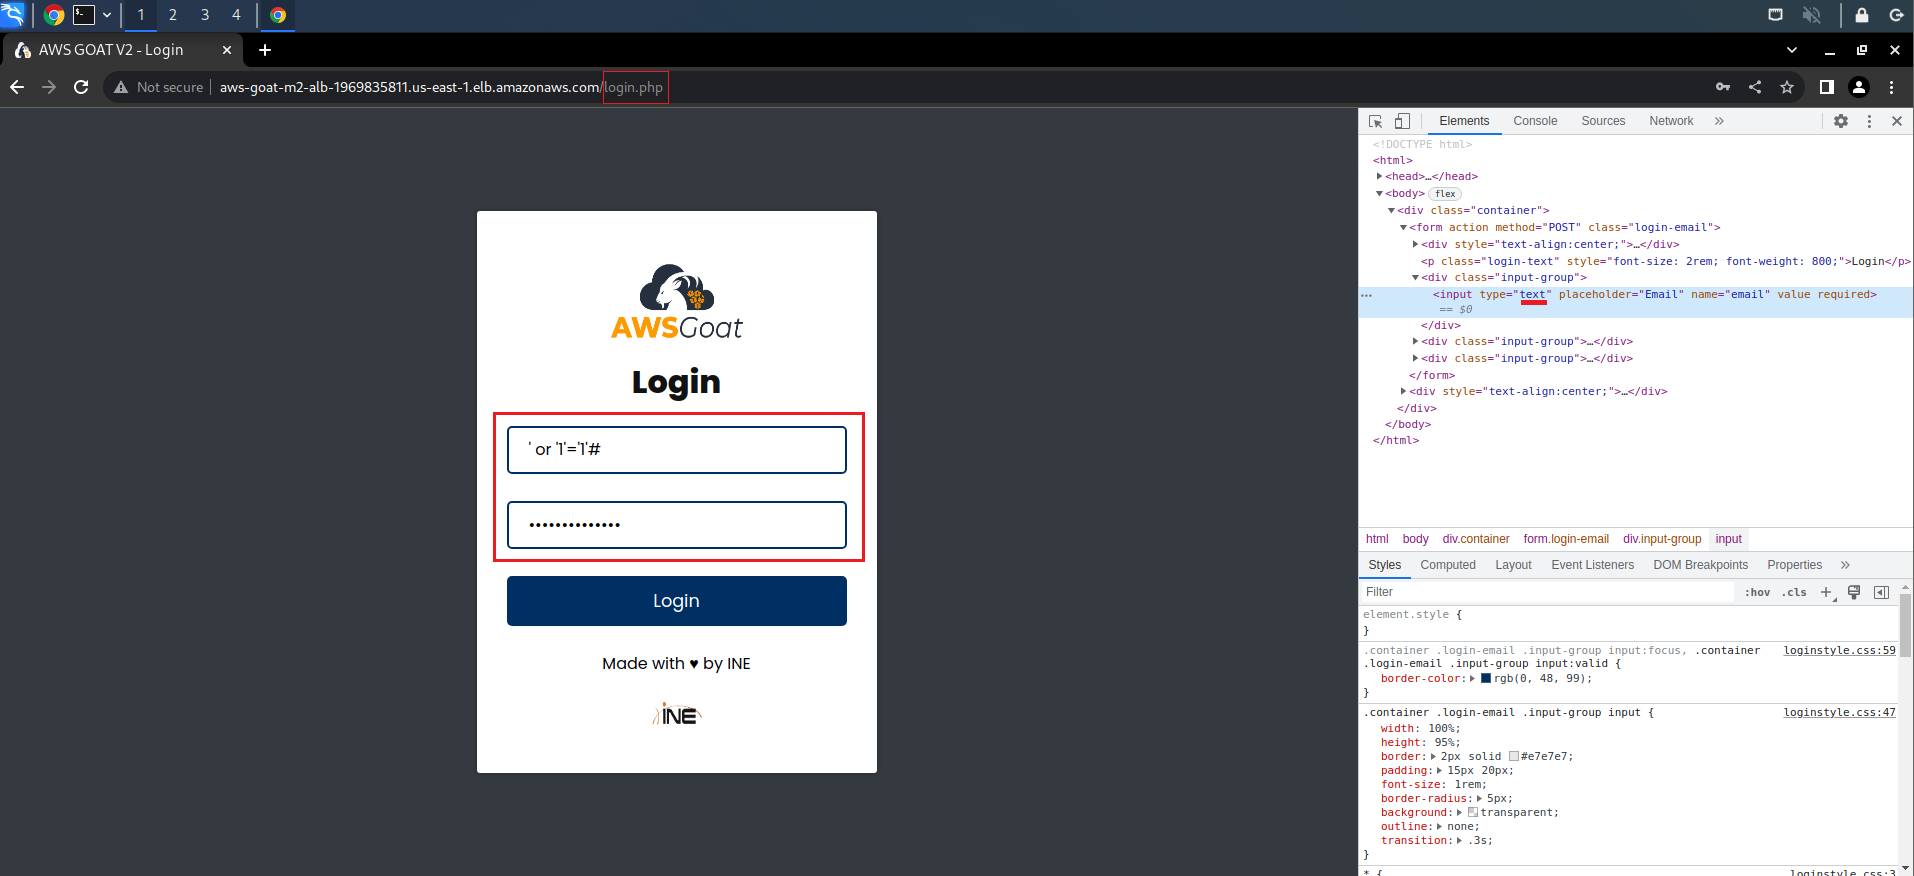 1 2 3 4
AWS GOAT V2 - Login
Not secure | aws-goat-m2-alb-1969835811.us-east-1.elb.amazonaws.com/login.php
AWSGoat
Login
' or '1'='1'#
••••••••••••••
Login
Made with ♥ by INE
INE
Elements Console Sources Network »
<!DOCTYPE html>
<html>
<head>…</head>
<body> flex
<div class="container">
<form action method="POST" class="login-email">
<div style="text-align:center;">…</div>
<p class="login-text" style="font-size: 2rem; font-weight: 800;">Login</p>
<div class="input-group">
<input type="text" placeholder="Email" name="email" value required>
== $0
</div>
<div class="input-group">…</div>
<div class="input-group">…</div>
</form>
<div style="text-align:center;">…</div>
</div>
</body>
</html>
html body div.container form.login-email div.input-group input
Styles Computed Layout Event Listeners DOM Breakpoints Properties »
Filter :hov .cls +
element.style {
}
.container .login-email .input-group input:focus, .container loginstyle.css:59
.login-email .input-group input:valid {
border-color: rgb(0, 48, 99);
}
.container .login-email .input-group input { loginstyle.css:47
width: 100%;
height: 95%;
border: 2px solid #e7e7e7;
padding: 15px 20px;
font-size: 1rem;
border-radius: 5px;
background: transparent;
outline: none;
transition: .3s;
}
* { loginstyle.css:3